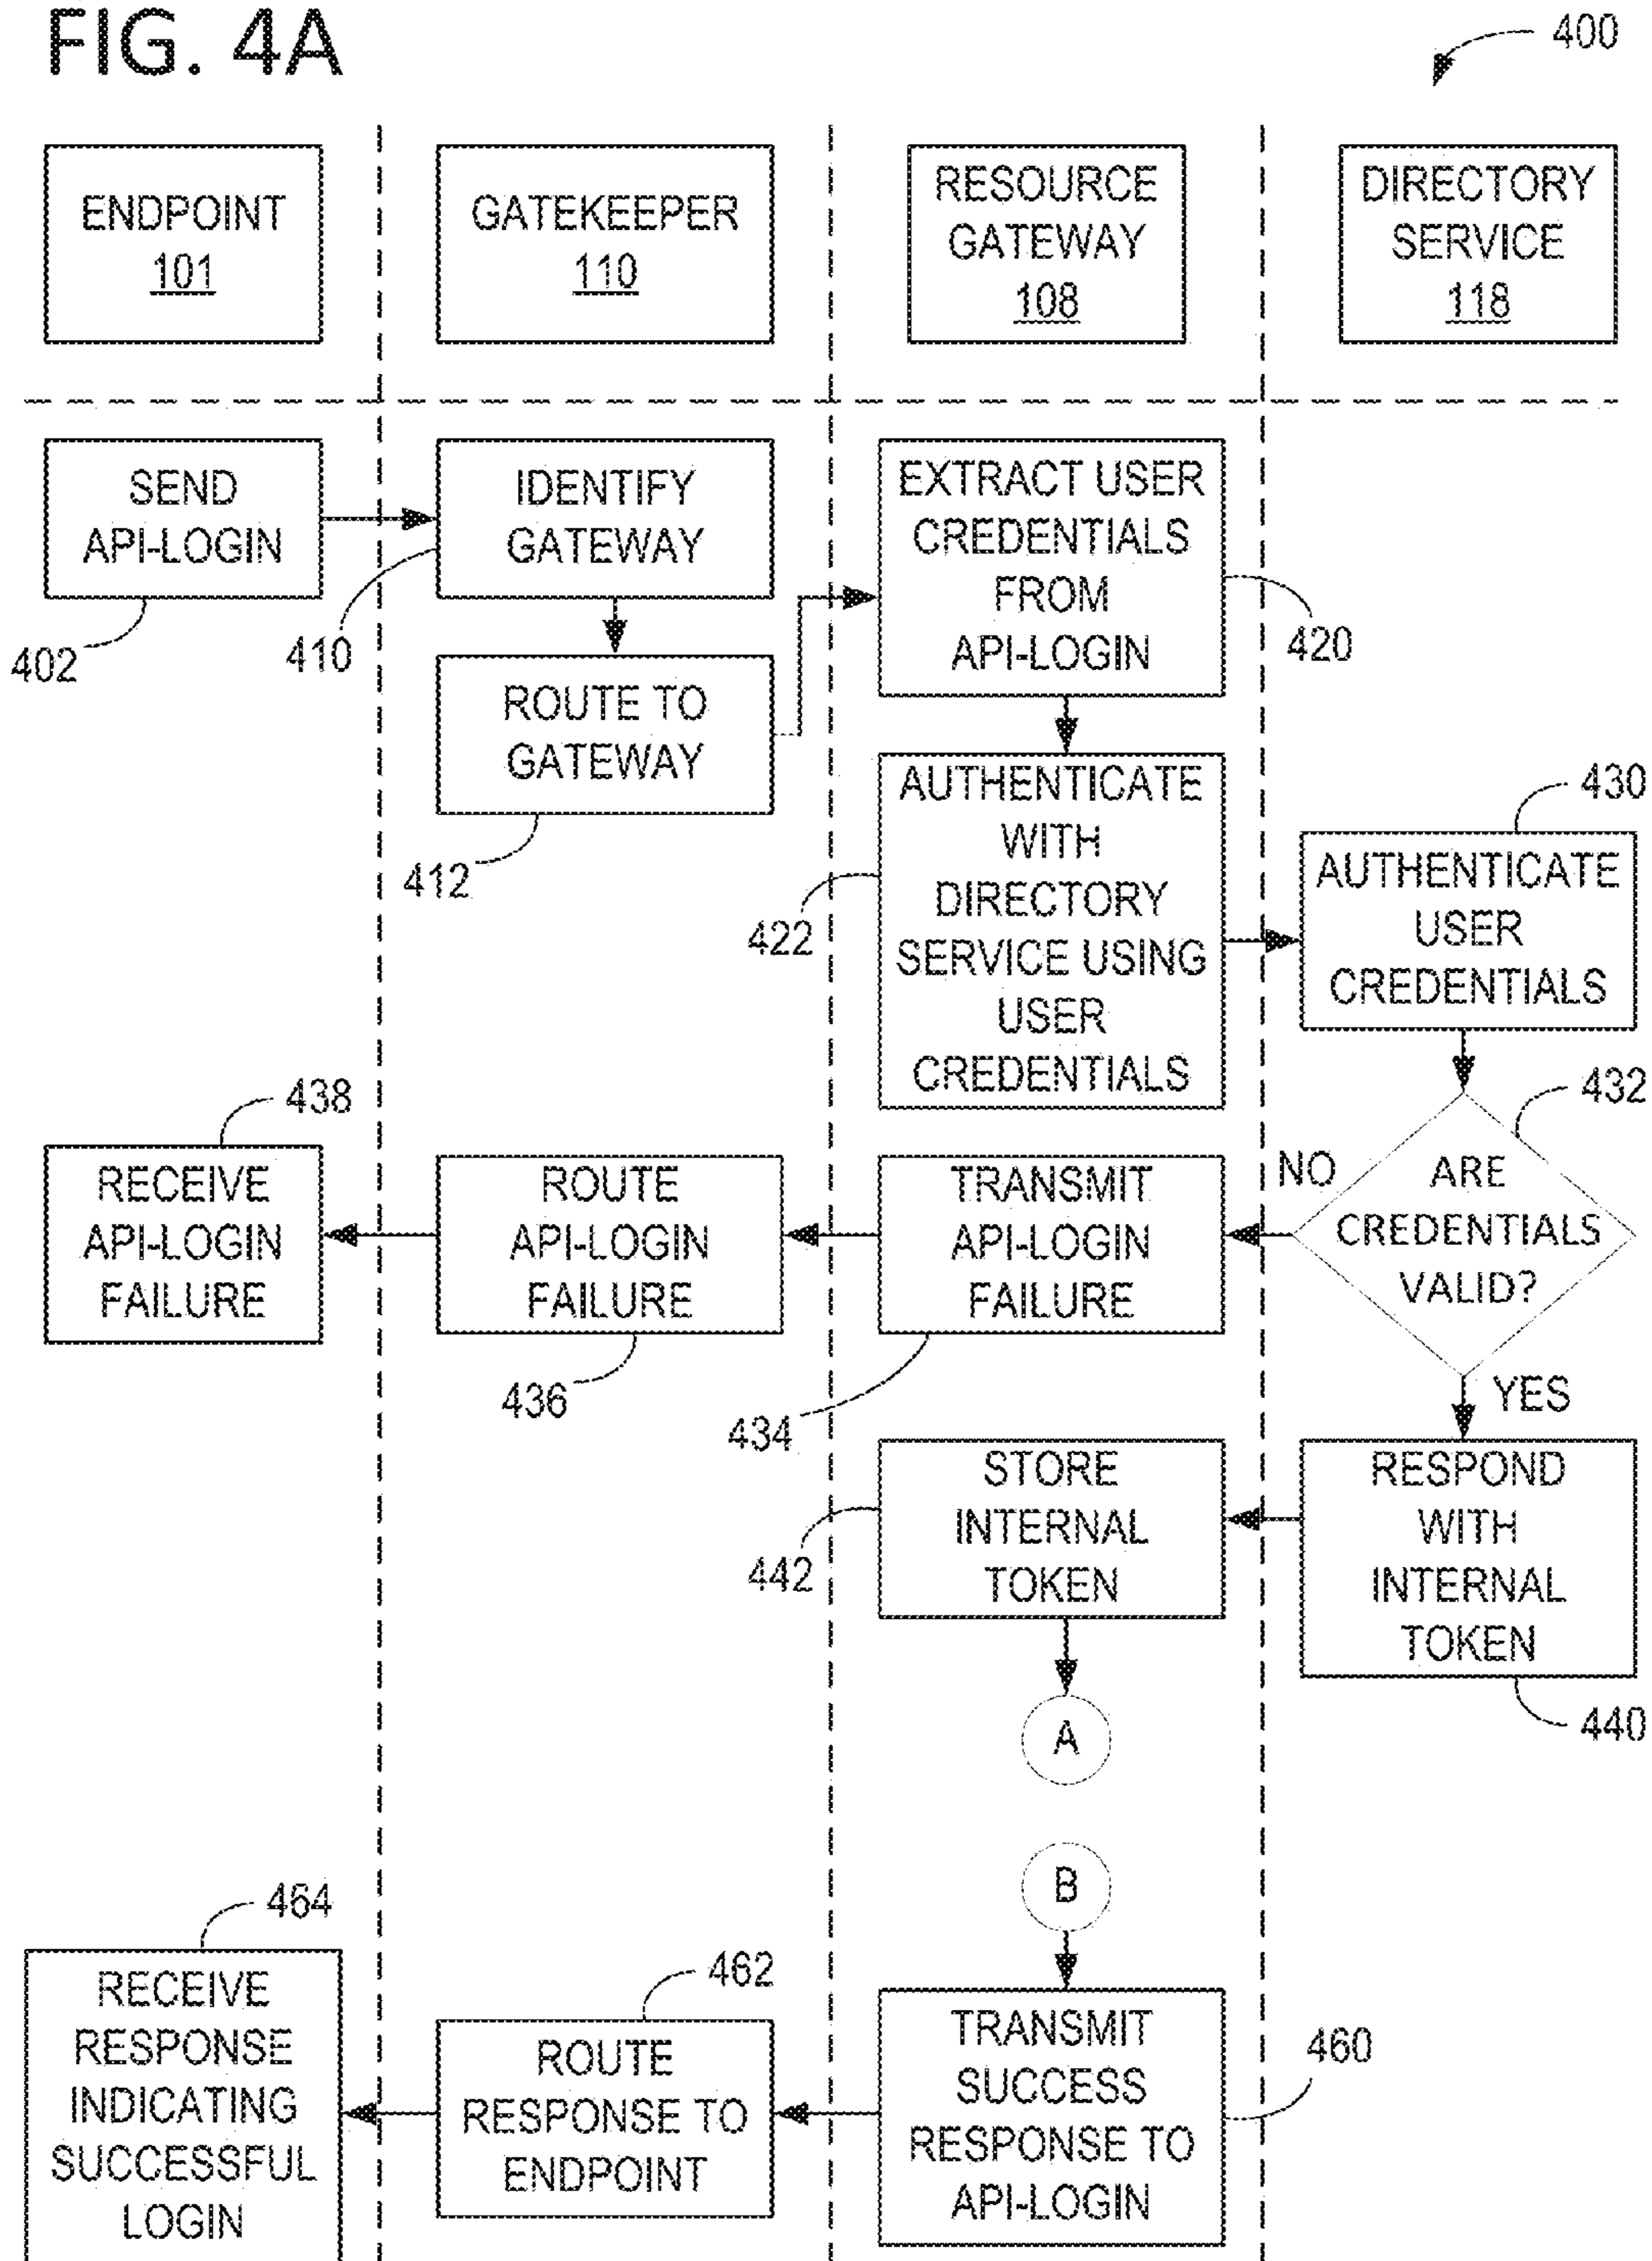 FIG. 4A
400
ENDPOINT
101
GATEKEEPER
110
RESOURCE
GATEWAY
108
DIRECTORY
SERVICE
118
SEND
API-LOGIN
402
IDENTIFY
GATEWAY
410
ROUTE TO
GATEWAY
412
EXTRACT USER
CREDENTIALS
FROM
API-LOGIN
420
AUTHENTICATE
WITH
DIRECTORY
SERVICE USING
USER
CREDENTIALS
422
430
AUTHENTICATE
USER
CREDENTIALS
432
ARE
CREDENTIALS
VALID?
NO
YES
438
RECEIVE
API-LOGIN
FAILURE
ROUTE
API-LOGIN
FAILURE
436
TRANSMIT
API-LOGIN
FAILURE
434
STORE
INTERNAL
TOKEN
442
RESPOND
WITH
INTERNAL
TOKEN
440
A
B
464
RECEIVE
RESPONSE
INDICATING
SUCCESSFUL
LOGIN
462
ROUTE
RESPONSE TO
ENDPOINT
TRANSMIT
SUCCESS
RESPONSE TO
API-LOGIN
460